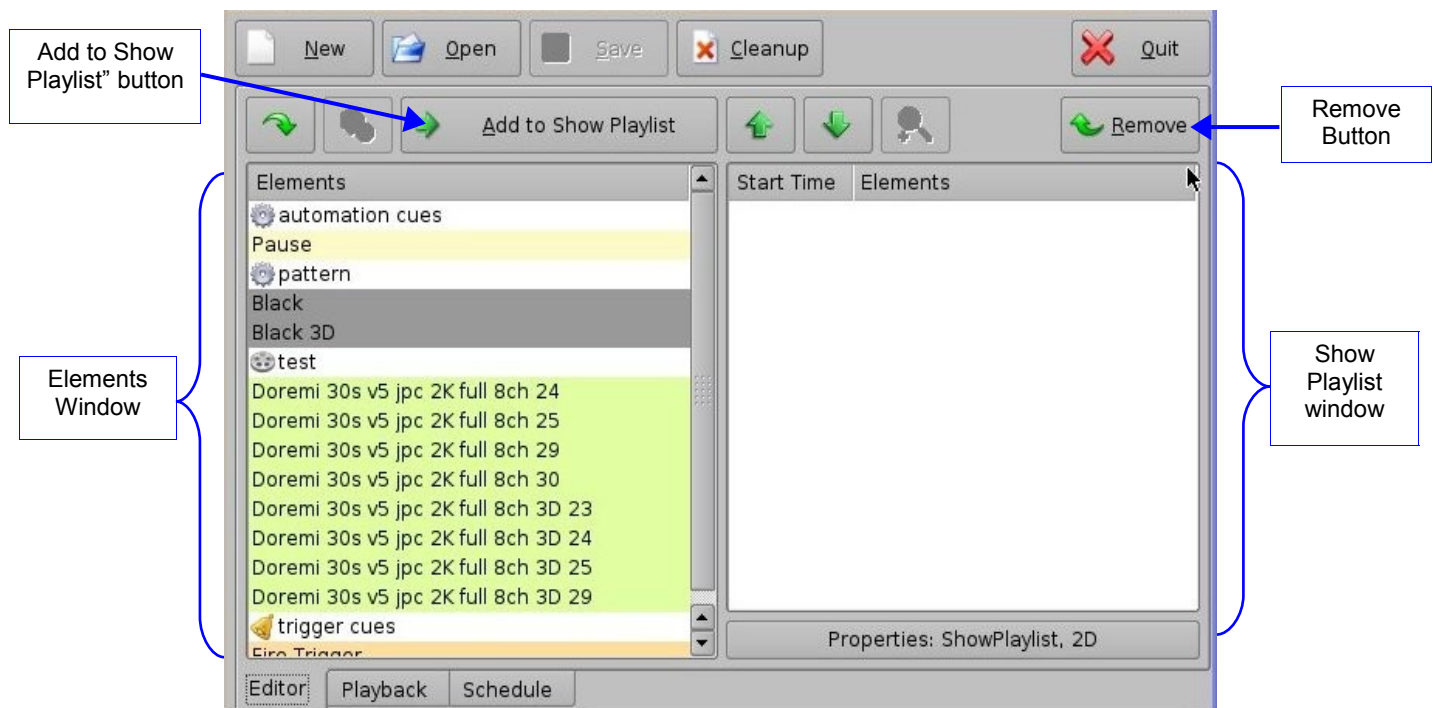 Add to Show
Playlist” button
New
Open
Save
Cleanup
Quit
Add to Show Playlist
Remove
Remove
Button
Elements
Start Time
Elements
automation cues
Pause
pattern
Black
Black 3D
test
Doremi 30s v5 jpc 2K full 8ch 24
Doremi 30s v5 jpc 2K full 8ch 25
Doremi 30s v5 jpc 2K full 8ch 29
Doremi 30s v5 jpc 2K full 8ch 30
Doremi 30s v5 jpc 2K full 8ch 3D 23
Doremi 30s v5 jpc 2K full 8ch 3D 24
Doremi 30s v5 jpc 2K full 8ch 3D 25
Doremi 30s v5 jpc 2K full 8ch 3D 29
trigger cues
Fire Trigger
Elements
Window
Show
Playlist
window
Properties: ShowPlaylist, 2D
Editor
Playback
Schedule